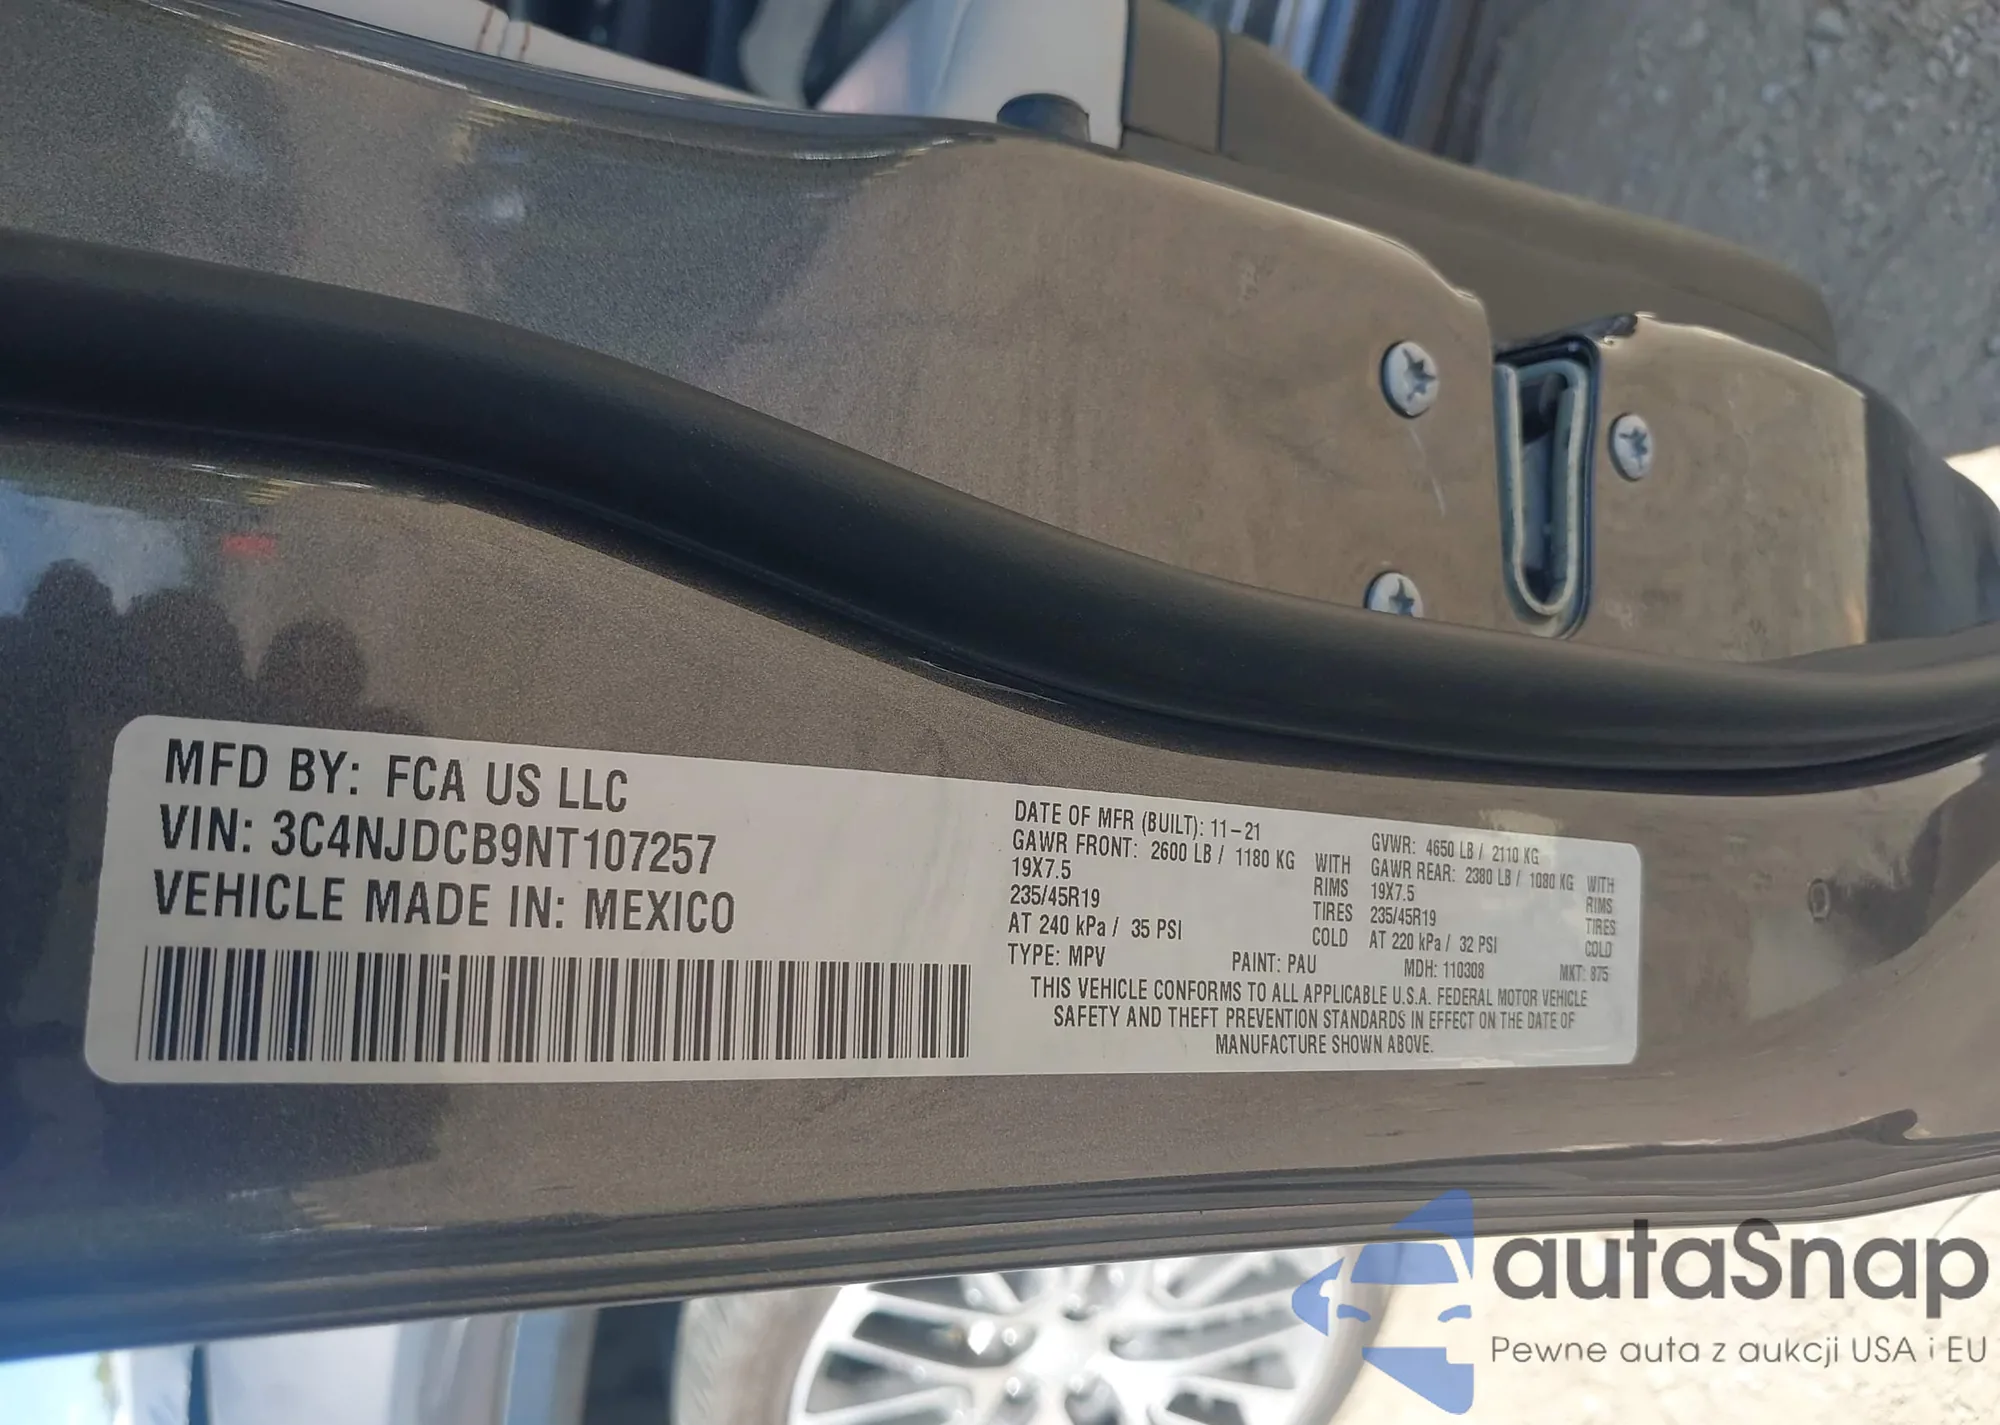 MFD BY: FCA US LLC
VIN: 3C4NJDCB9NT107257
VEHICLE MADE IN: MEXICO
DATE OF MFR (BUILT): 11-21
GVWR: 4650 LB / 2110 KG
GAWR FRONT: 2600 LB / 1180 KG WITH
19X7.5 RIMS
235/45R19 TIRES
AT 240 kPa / 35 PSI COLD
GAWR REAR: 2380 LB / 1080 KG WITH
19X7.5 RIMS
235/45R19 TIRES
AT 220 kPa / 32 PSI COLD
TYPE: MPV PAINT: PAU MDH: 110308 MKT: 875
THIS VEHICLE CONFORMS TO ALL APPLICABLE U.S.A. FEDERAL MOTOR VEHICLE
SAFETY AND THEFT PREVENTION STANDARDS IN EFFECT ON THE DATE OF
MANUFACTURE SHOWN ABOVE.
autaSnap
Pewne auta z aukcji USA i EU